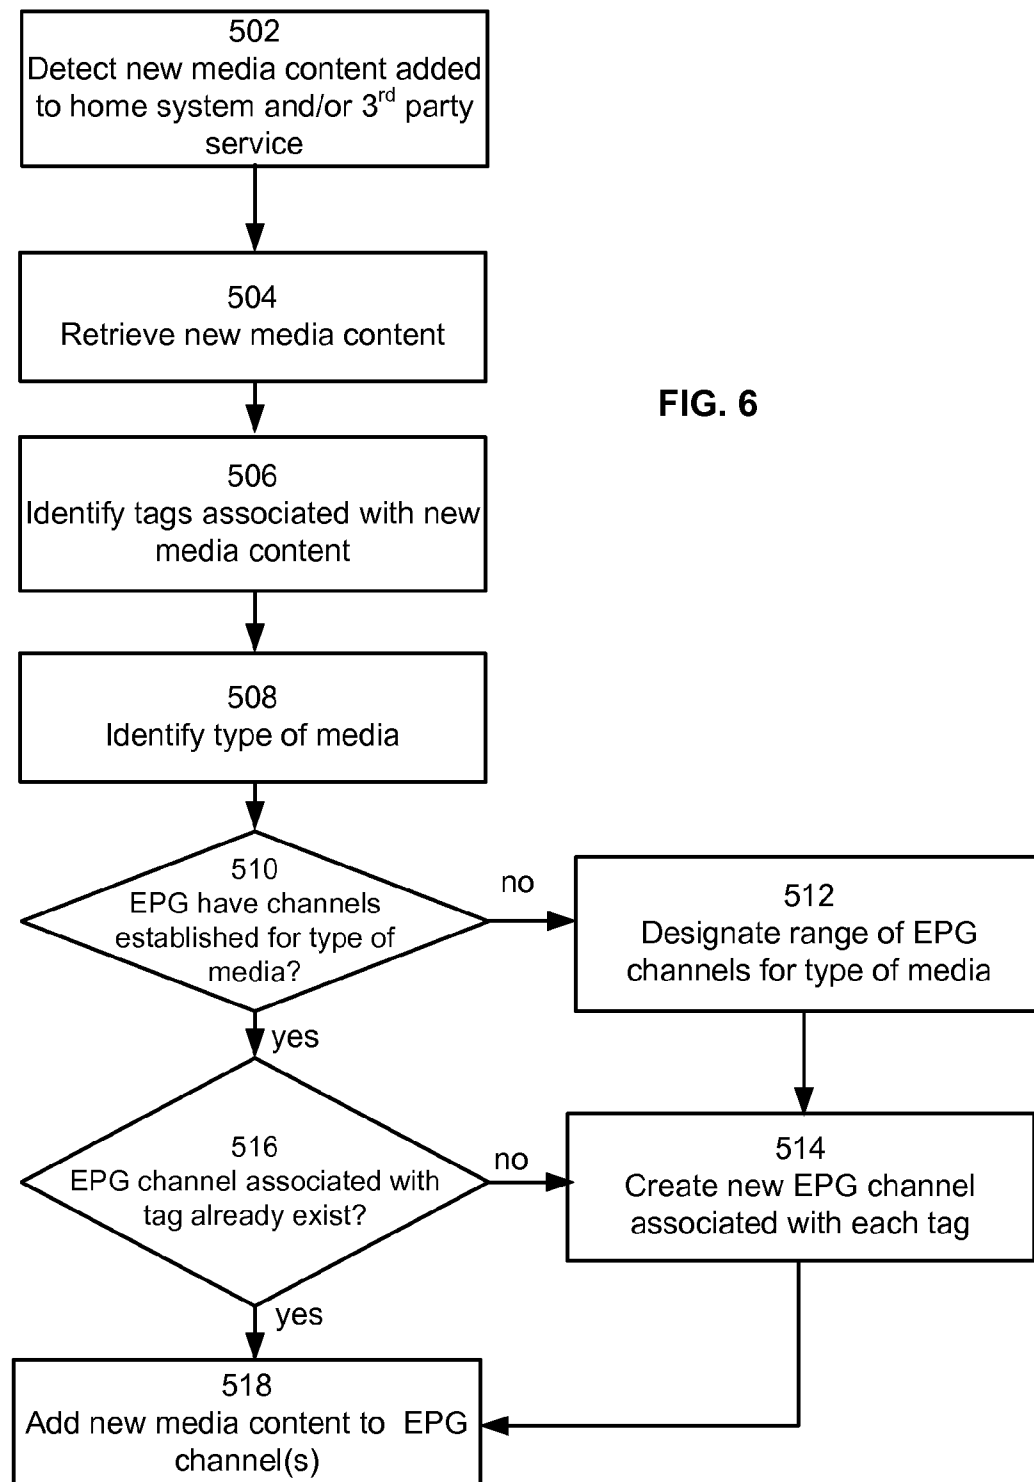 502
Detect new media content added
to home system and/or 3rd party
service
504
Retrieve new media content
FIG. 6
506
Identify tags associated with new
media content
508
Identify type of media
510
EPG have channels
established for type of
media?
no
512
Designate range of EPG
channels for type of media
yes
516
EPG channel associated with
tag already exist?
no
514
Create new EPG channel
associated with each tag
yes
518
Add new media content to EPG
channel(s)